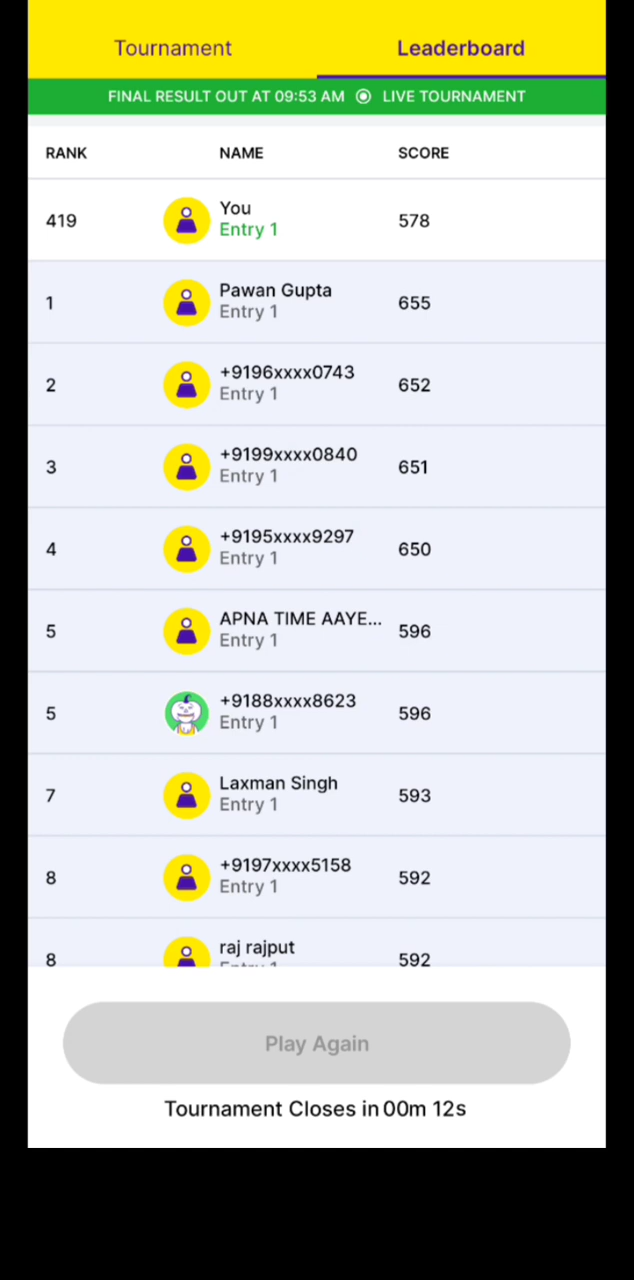 Tournament Leaderboard
FINAL RESULT OUT AT 09:53 AM LIVE TOURNAMENT
RANK NAME SCORE
419 You 578
Entry 1
1 Pawan Gupta 655
Entry 1
2 +9196xxxx0743 652
Entry 1
3 +9199xxxx0840 651
Entry 1
4 +9195xxxx9297 650
Entry 1
5 APNA TIME AAYE... 596
Entry 1
5 +9188xxxx8623 596
Entry 1
7 Laxman Singh 593
Entry 1
8 +9197xxxx5158 592
Entry 1
8 raj rajput 592
Entry 1
Play Again
Tournament Closes in 00m 12s